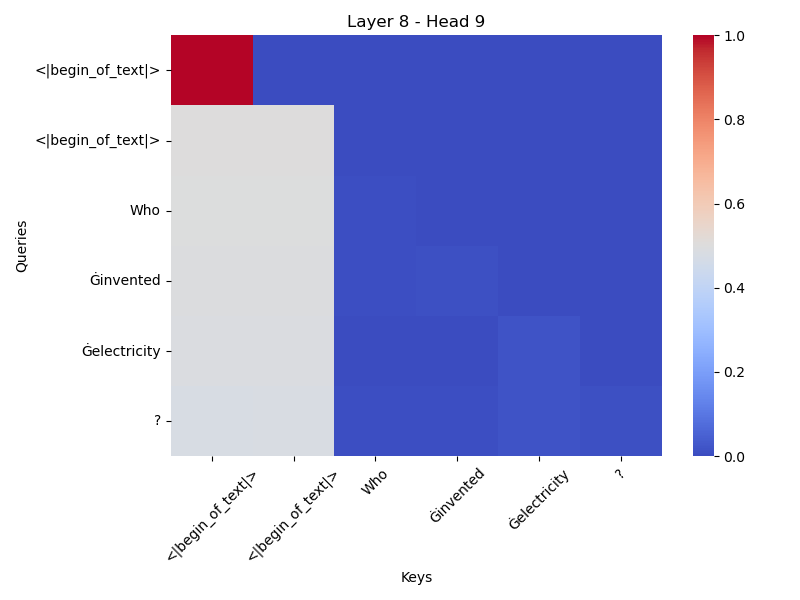 Layer 8 - Head 9
<|begin_of_text|>
<|begin_of_text|>
Who
Ġinvented
Ġelectricity
?
Queries
<|begin_of_text|>
<|begin_of_text|>
Who
Ġinvented
Ġelectricity
?
Keys
1.0
0.8
0.6
0.4
0.2
0.0